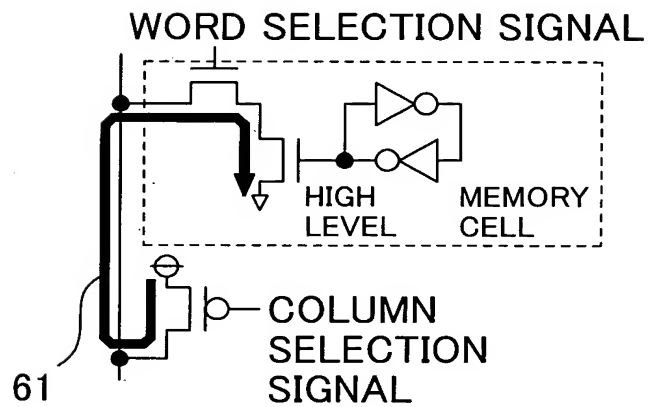 WORD SELECTION SIGNAL
HIGH
LEVEL
MEMORY
CELL
COLUMN
SELECTION
SIGNAL
61